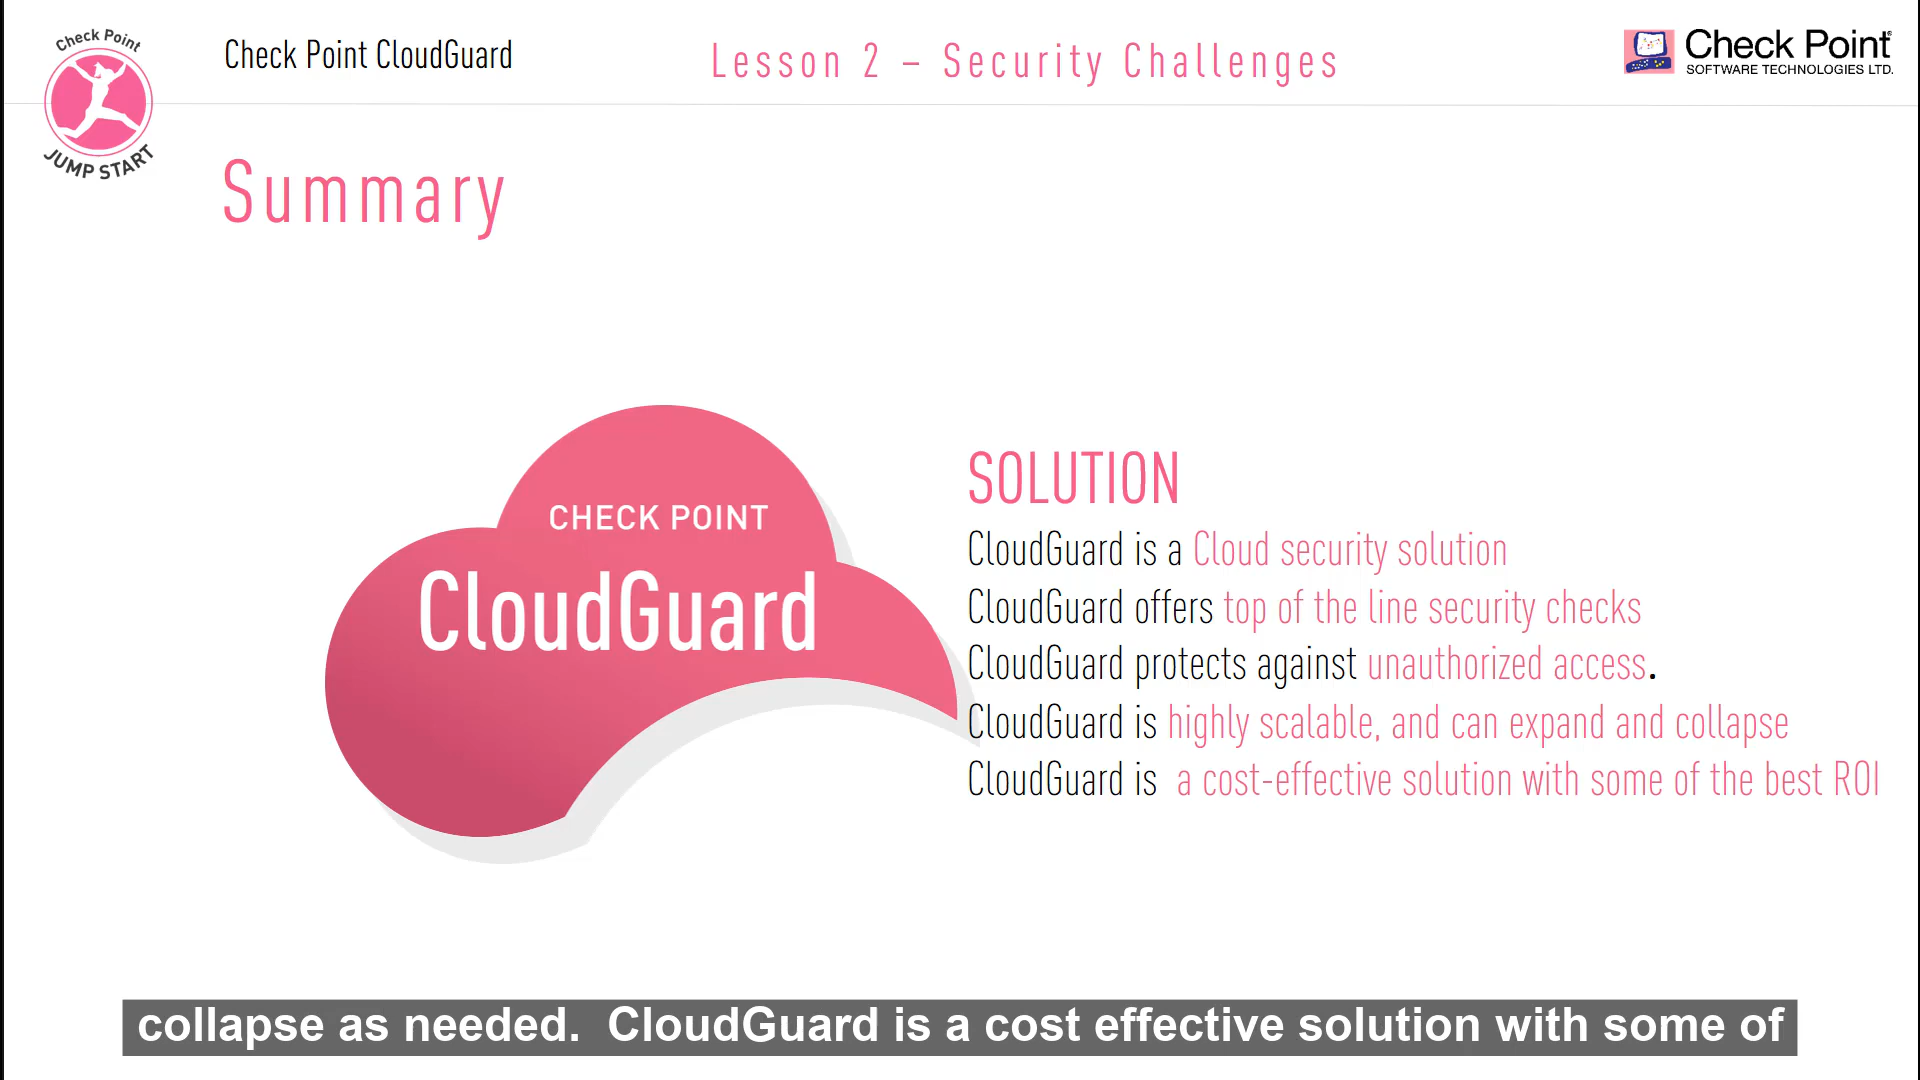 Check Point
JUMP START
Check Point CloudGuard
Lesson 2 – Security Challenges
Check Point
SOFTWARE TECHNOLOGIES LTD.
Summary
CHECK POINT
CloudGuard
SOLUTION
CloudGuard is a Cloud security solution
CloudGuard offers top of the line security checks
CloudGuard protects against unauthorized access.
CloudGuard is highly scalable, and can expand and collapse
CloudGuard is a cost-effective solution with some of the best ROI
collapse as needed. CloudGuard is a cost effective solution with some of